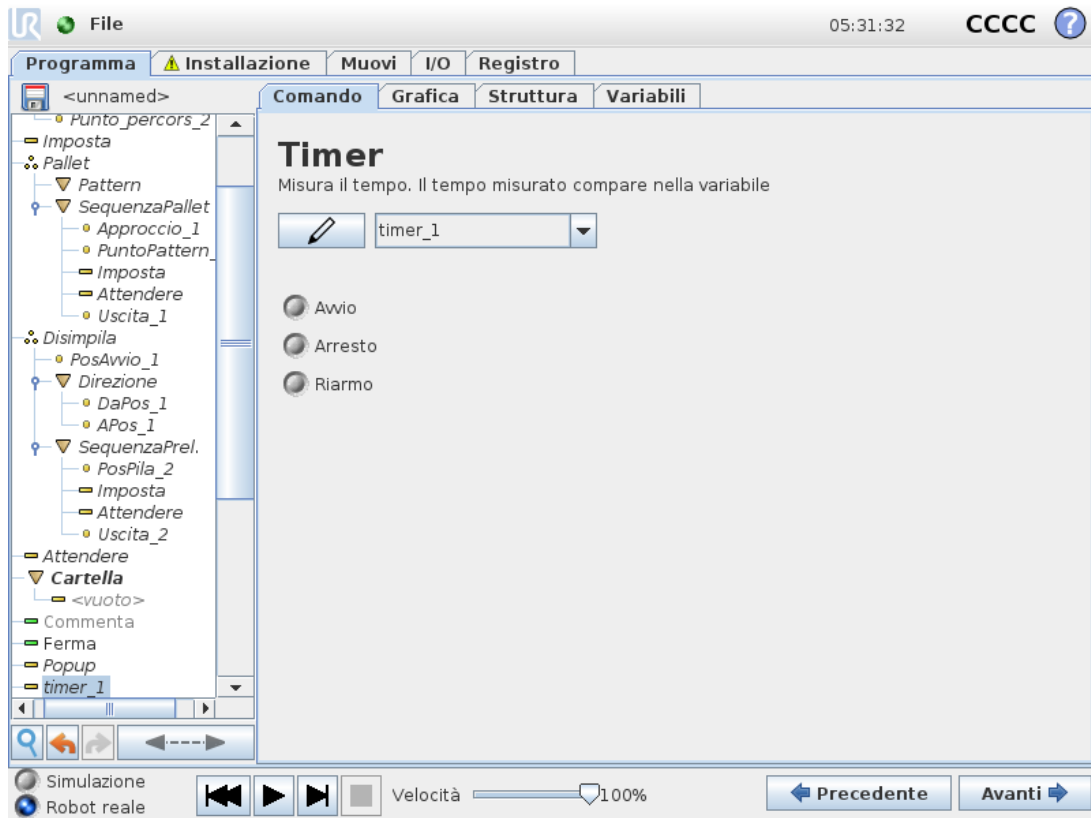 UR File 05:31:32 CCCC ?
Programma Installazione Muovi I/O Registro
<unnamed> Comando Grafica Struttura Variabili
Punto_percors_2
Imposta
Pallet
Pattern
SequenzaPallet
Approccio_1
PuntoPattern_
Imposta
Attendere
Uscita_1
Disimpila
PosAvvio_1
Direzione
DaPos_1
APos_1
SequenzaPrel.
PosPila_2
Imposta
Attendere
Uscita_2
Attendere
Cartella
<vuoto>
Commenta
Ferma
Popup
timer_1
Timer
Misura il tempo. Il tempo misurato compare nella variabile
timer_1
Avvio
Arresto
Riarmo
Simulazione
Robot reale
Velocità 100%
Precedente Avanti